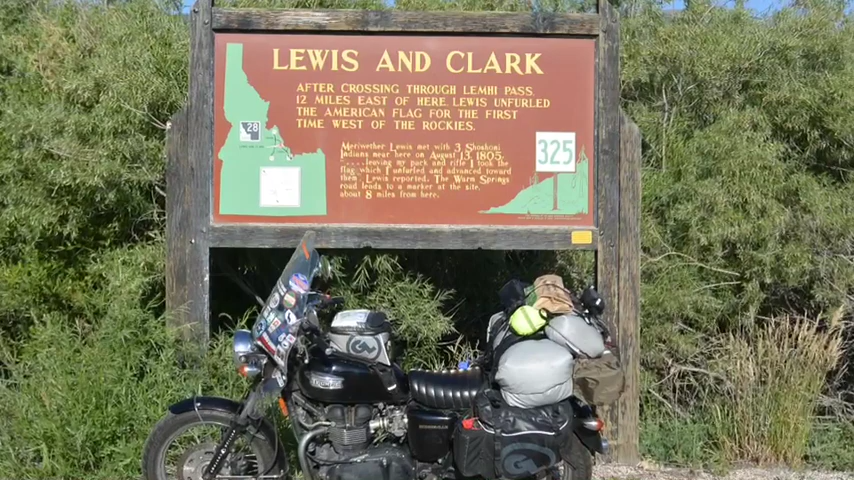 LEWIS AND CLARK
AFTER CROSSING THROUGH LEMHI PASS.
12 MILES EAST OF HERE, LEWIS UNFURLED
THE AMERICAN FLAG FOR THE FIRST
TIME WEST OF THE ROCKIES.
28
Meriwether Lewis met with 3 Shoshoni
Indians near here on August 13, 1805.
....leaving my pack and rifle I took the
flag which I unfurled and advanced toward
them. Lewis reported. The Warm Springs
road leads to a marker at the site,
about 8 miles from here.
325
TRIUMPH